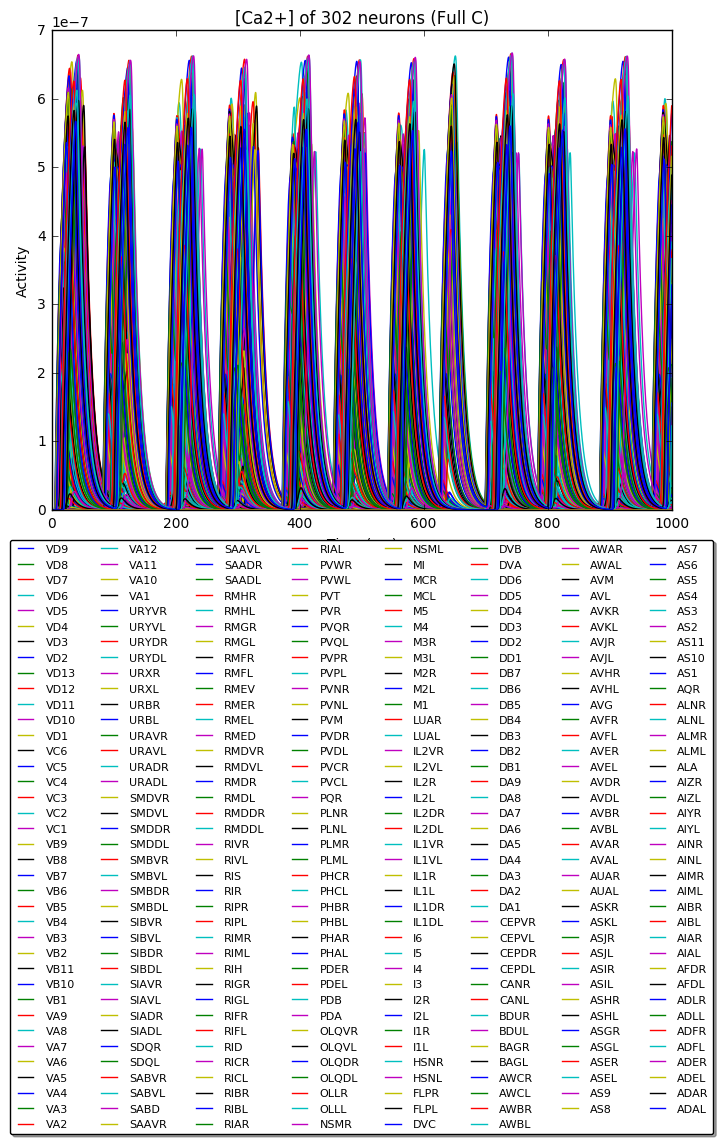 [Ca2+] of 302 neurons (Full C)
1e−7
7
6
5
4
3
2
1
0
Activity
0 200 400 600 800 1000
VD9 VA12 SAAVL RIAL NSML DVB AWAR AS7
VD8 VA11 SAADR PVWR MI DVA AWAL AS6
VD7 VA10 SAADL PVWL MCR DD6 AVM AS5
VD6 VA1 RMHR PVT MCL DD5 AVL AS4
VD5 URYVR RMHL PVR M5 DD4 AVKR AS3
VD4 URYVL RMGR PVQR M4 DD3 AVKL AS2
VD3 URYDR RMGL PVQL M3R DD2 AVJR AS11
VD2 URYDL RMFR PVPR M3L DD1 AVJL AS10
VD13 URXR RMFL PVPL M2R DB7 AVHR AS1
VD12 URXL RMEV PVNR M2L DB6 AVHL AQR
VD11 URBR RMER PVNL M1 DB5 AVG ALNR
VD10 URBL RMEL PVM LUAR DB4 AVFR ALNL
VD1 URAVR RMED PVDR LUAL DB3 AVFL ALMR
VC6 URAVL RMDVR PVDL IL2VR DB2 AVER ALML
VC5 URADR RMDVL PVCR IL2VL DB1 AVEL ALA
VC4 URADL RMDR PVCL IL2R DA9 AVDR AIZR
VC3 SMDVR RMDL PQR IL2L DA8 AVDL AIZL
VC2 SMDVL RMDDR PLNR IL2DR DA7 AVBR AIYR
VC1 SMDDR RMDDL PLNL IL2DL DA6 AVBL AIYL
VB9 SMDDL RIVR PLMR IL1VR DA5 AVAR AINR
VB8 SMBVR RIVL PLML IL1VL DA4 AVAL AINL
VB7 SMBVL RIS PHCR IL1R DA3 AUAR AIMR
VB6 SMBDR RIR PHCL IL1L DA2 AUAL AIML
VB5 SMBDL RIPR PHBR IL1DR DA1 ASKR AIBR
VB4 SIBVR RIPL PHBL IL1DL CEPVR ASKL AIBL
VB3 SIBVL RIMR PHAR I6 CEPVL ASJR AIAR
VB2 SIBDR RIML PHAL I5 CEPDR ASJL AIAL
VB11 SIBDL RIH PDER I4 CEPDL ASIR AFDR
VB10 SIAVR RIGR PDEL I3 CANR ASIL AFDL
VB1 SIAVL RIGL PDB I2R CANL ASHR ADLR
VA9 SIADR RIFR PDA I2L BDUR ASHL ADLL
VA8 SIADL RIFL OLQVR I1R BDUL ASGR ADFR
VA7 SDQR RID OLQVL I1L BAGR ASGL ADFL
VA6 SDQL RICR OLQDR HSNR BAGL ASER ADER
VA5 SABVR RICL OLQDL HSNL AWCR ASEL ADEL
VA4 SABVL RIBR OLLR FLPR AWCL AS9 ADAR
VA3 SABD RIBL OLLL FLPL AWBR AS8 ADAL
VA2 SAAVR RIAR NSMR DVC AWBL